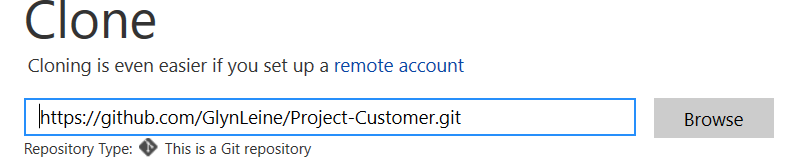 Clone
Cloning is even easier if you set up a remote account
https://github.com/GlynLeine/Project-Customer.git
Browse
Repository Type: This is a Git repository